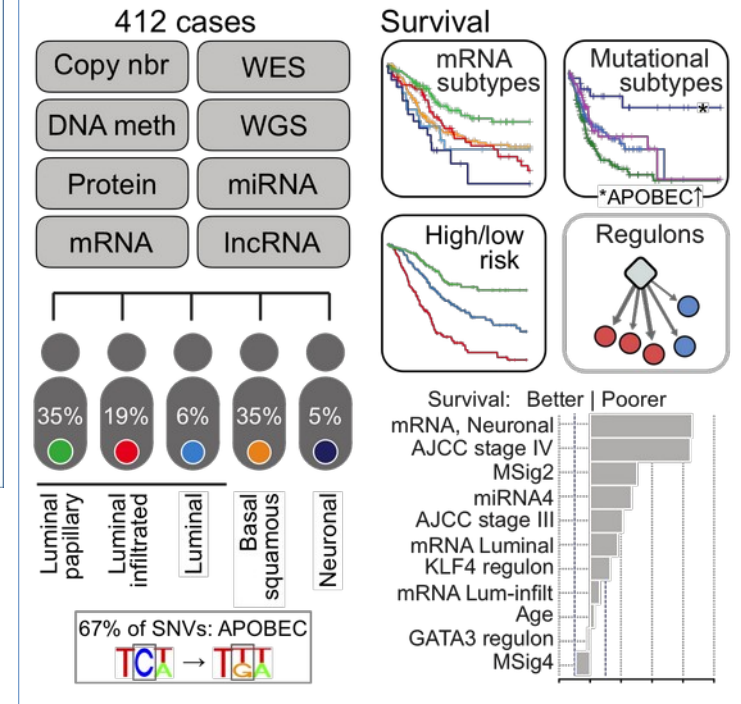 412 cases
Copy nbr
WES
DNA meth
WGS
Protein
miRNA
mRNA
lncRNA
35%
19%
6%
35%
5%
Luminal
papillary
Luminal
infiltrated
Luminal
Basal
squamous
Neuronal
67% of SNVs: APOBEC
TCTA → TTGTA
Survival
mRNA
subtypes
Mutational
subtypes
*
*APOBEC↑
High/low
risk
Regulons
Survival: Better | Poorer
mRNA, Neuronal
AJCC stage IV
MSig2
miRNA4
AJCC stage III
mRNA Luminal
KLF4 regulon
mRNA Lum-infilt
Age
GATA3 regulon
MSig4